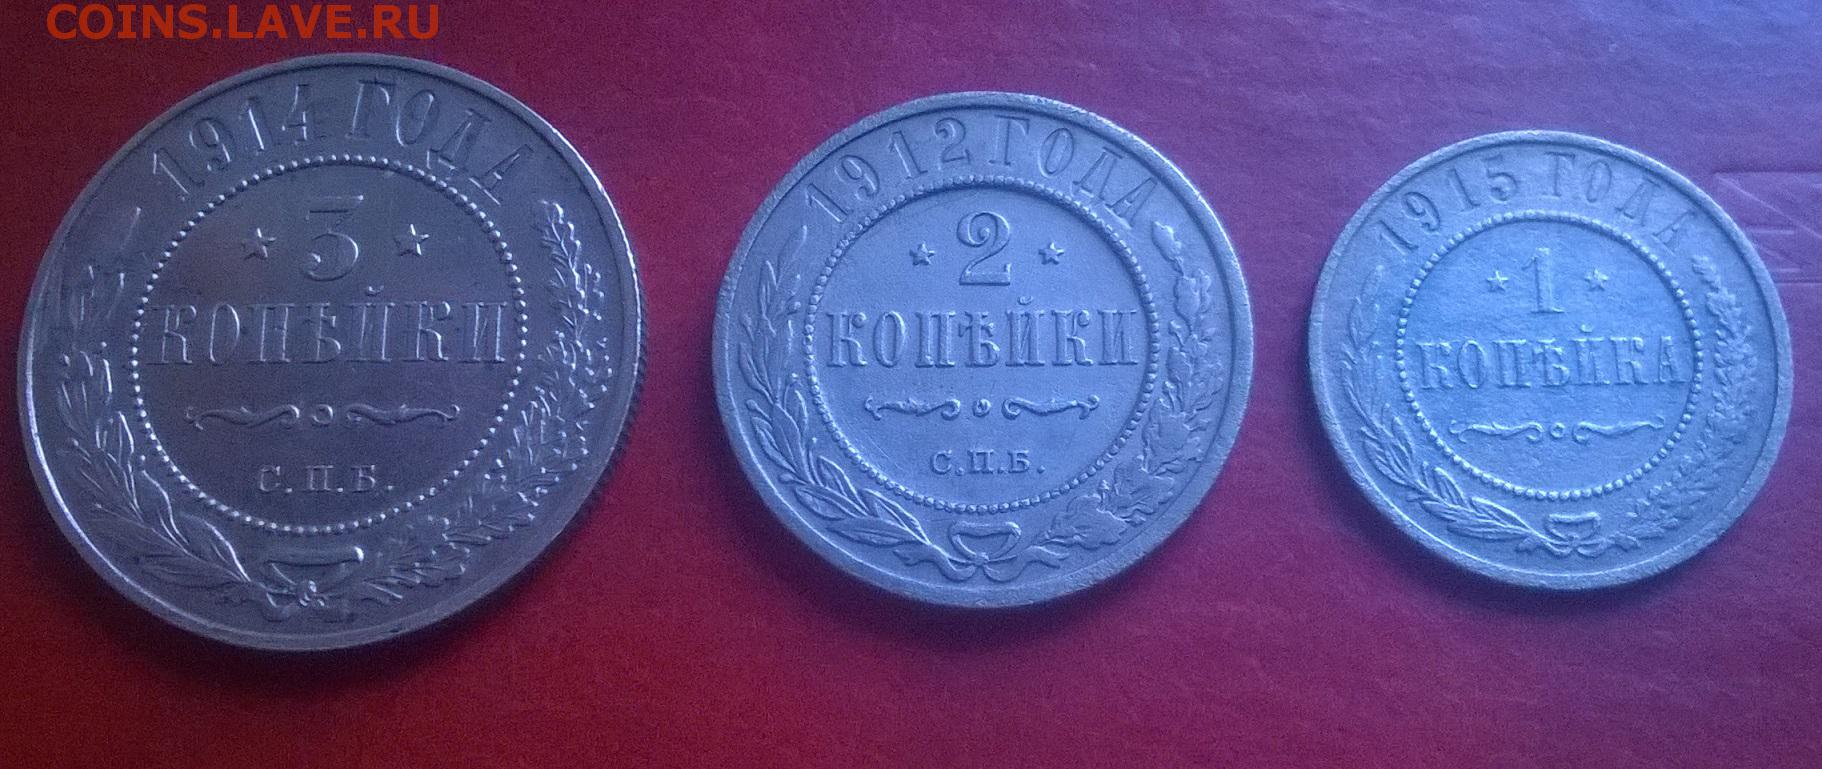 COINS.LAVE.RU
1914 ГОДА
3
КОПѢЙКИ
С.П.Б.
1912 ГОДА
2
КОПѢЙКИ
С.П.Б.
1915 ГОДА
1
КОПѢЙКА